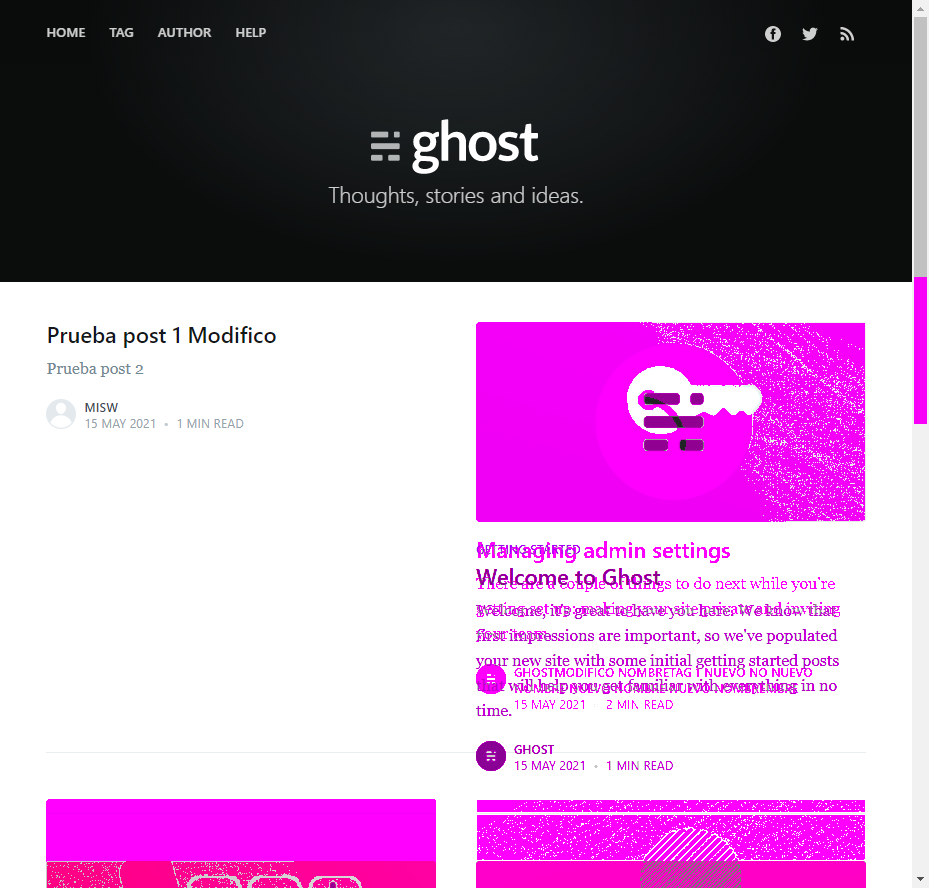 HOME TAG AUTHOR HELP
ghost
Thoughts, stories and ideas.
Prueba post 1 Modifico
Prueba post 2
MISW
15 MAY 2021 • 1 MIN READ
GETTING STARTED
Managing admin settings
Welcome to Ghost
There are a couple of things to do next while you're
getting set up: making your site private and inviting
your team.
Welcome, it's great to have you here. We know that
first impressions are important, so we've populated
your new site with some initial getting started posts
that will help you get familiar with everything in no
time.
GHOSTMODIFICO NOMBRETAG 1 NUEVO NO NUEVO
15 MAY 2021 2 MIN READ
GHOST
15 MAY 2021 • 1 MIN READ